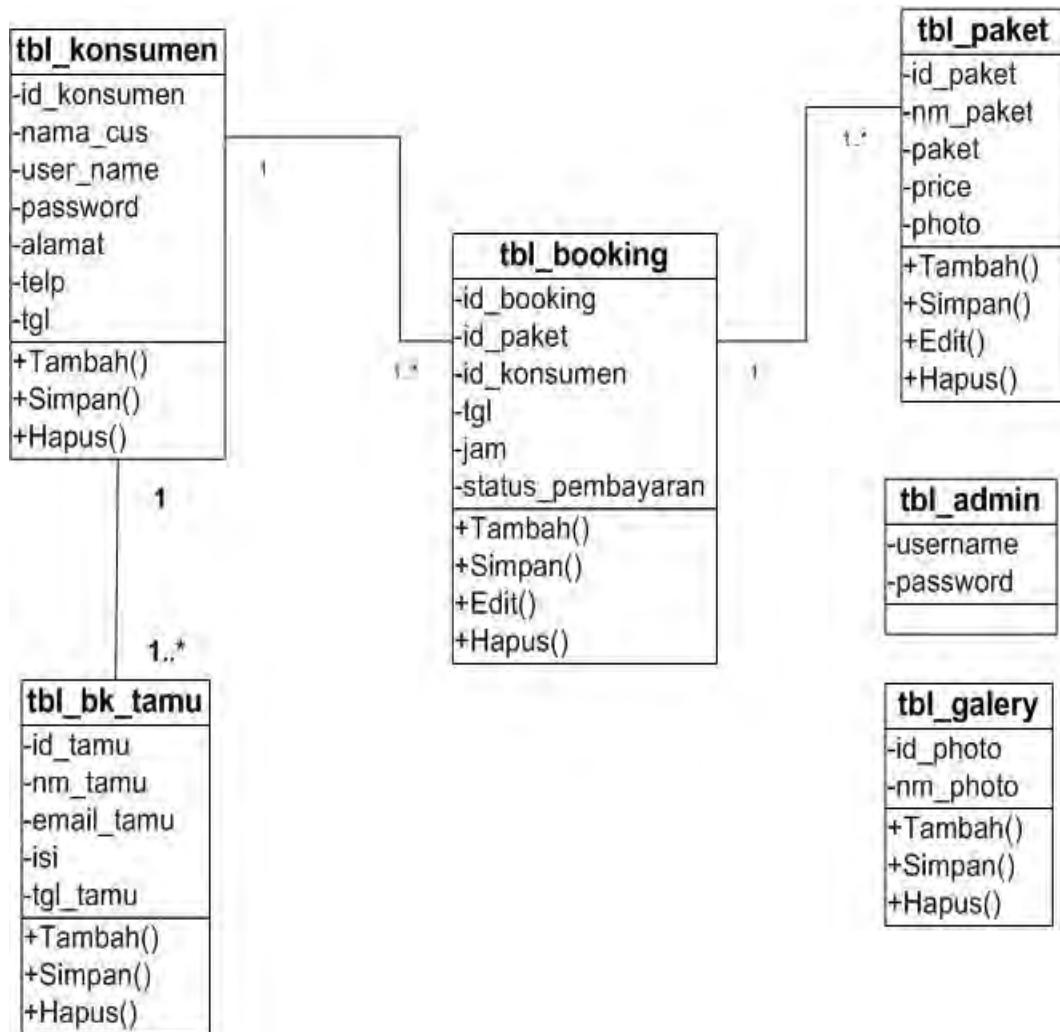 tbl_konsumen
-id_konsumen
-nama_cus
-user_name
-password
-alamat
-telp
-tgl
+Tambah()
+Simpan()
+Hapus()
1
1..*
tbl_booking
-id_booking
-id_paket
-id_konsumen
-tgl
-jam
-status_pembayaran
+Tambah()
+Simpan()
+Edit()
+Hapus()
1
1..*
tbl_paket
-id_paket
-nm_paket
-paket
-price
-photo
+Tambah()
+Simpan()
+Edit()
+Hapus()
1
1..*
tbl_bk_tamu
-id_tamu
-nm_tamu
-email_tamu
-isi
-tgl_tamu
+Tambah()
+Simpan()
+Hapus()
tbl_admin
-username
-password
tbl_galery
-id_photo
-nm_photo
+Tambah()
+Simpan()
+Hapus()